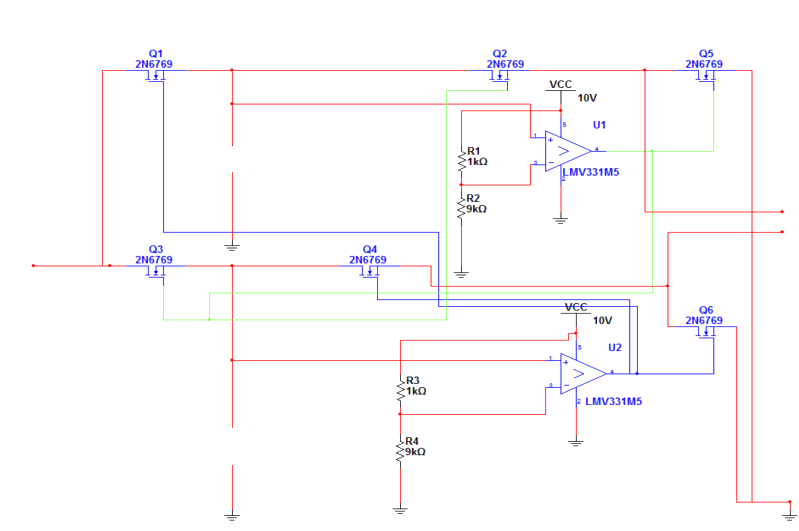 Q1
2N6769
Q2
2N6769
Q5
2N6769
VCC
10V
5
U1
1
+
4
R1
1kΩ
3
−
LMV331M5
2
R2
9kΩ
Q3
2N6769
Q4
2N6769
VCC
10V
Q6
2N6769
5
U2
1
+
4
R3
1kΩ
3
−
2
LMV331M5
R4
9kΩ